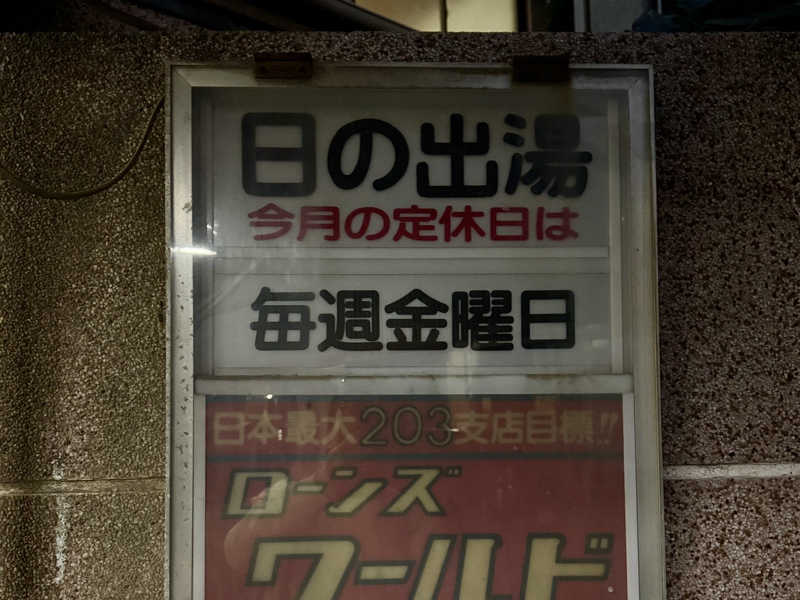 日の出湯
今月の定休日は
毎週金曜日
日本最大203支店目標!!
ローンズ
ワールド